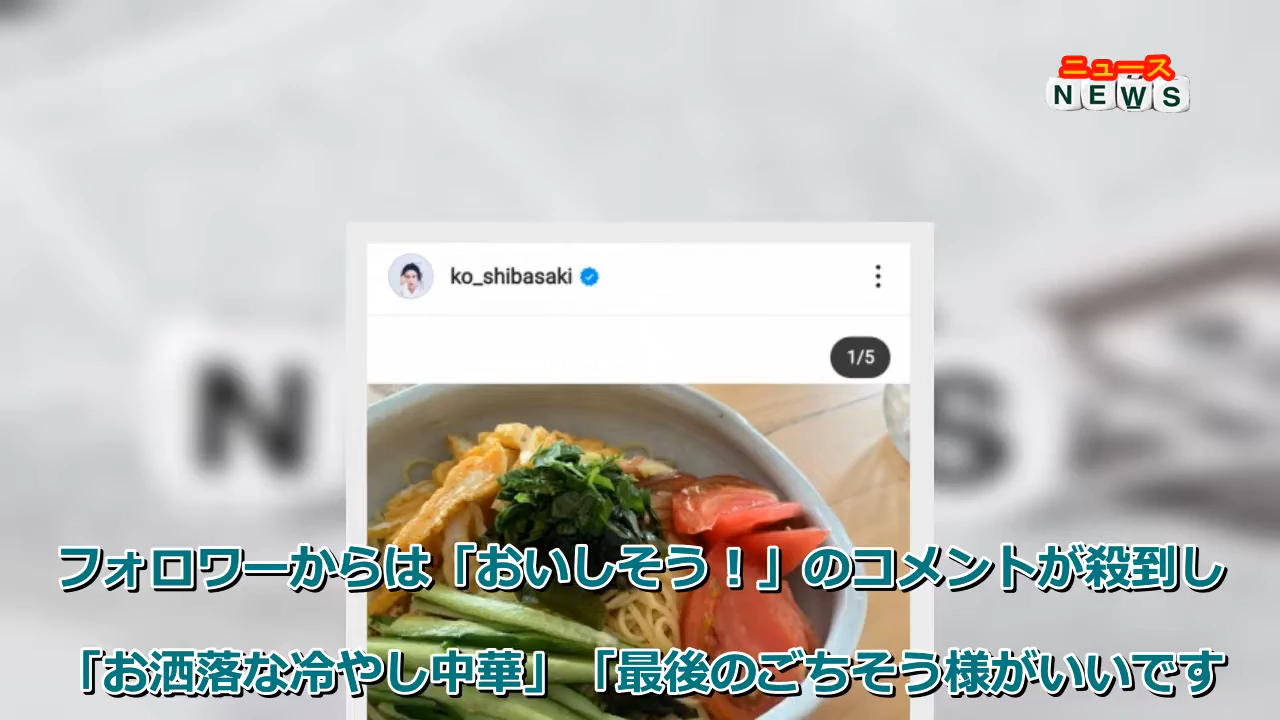 ニュース
NEWS
ko_shibasaki
1/5
N
S
フォロワーからは「おいしそう！」のコメントが殺到し
「お洒落な冷やし中華」「最後のごちそう様がいいです